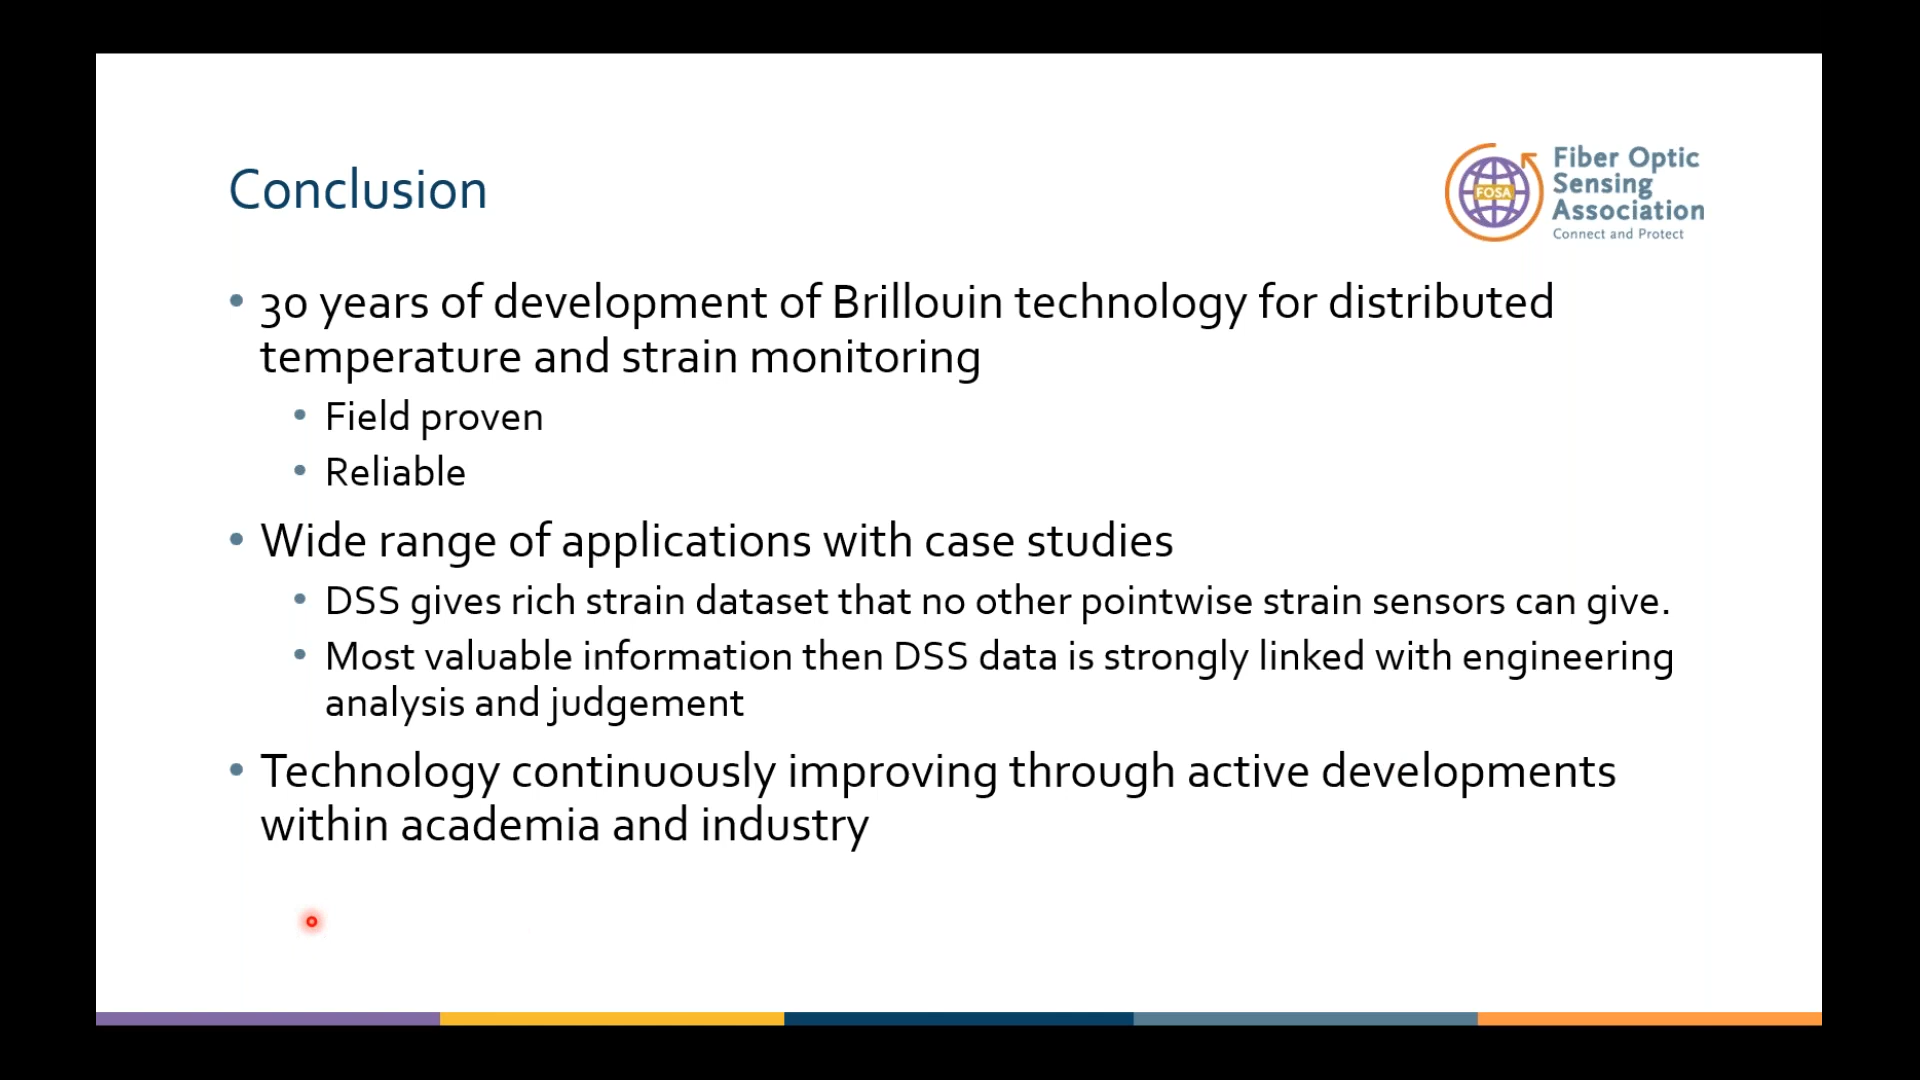 Conclusion
FOSA
Fiber Optic
Sensing
Association
Connect and Protect
• 30 years of development of Brillouin technology for distributed
temperature and strain monitoring
• Field proven
• Reliable
• Wide range of applications with case studies
• DSS gives rich strain dataset that no other pointwise strain sensors can give.
• Most valuable information then DSS data is strongly linked with engineering
analysis and judgement
• Technology continuously improving through active developments
within academia and industry